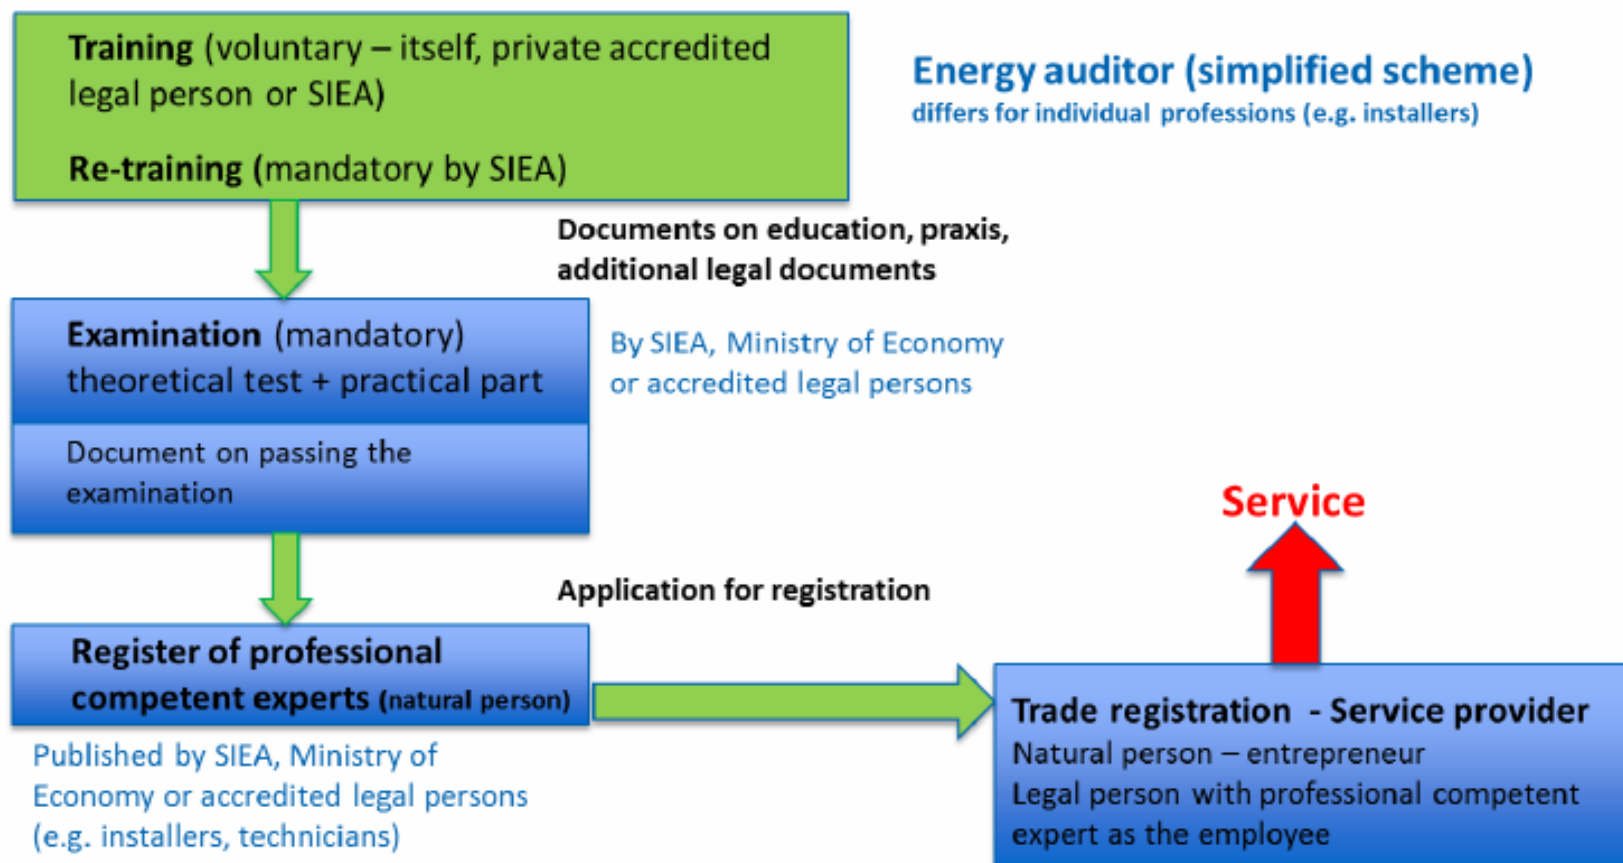 Training (voluntary – itself, private accredited
legal person or SIEA)
Re-training (mandatory by SIEA)
Energy auditor (simplified scheme)
differs for individual professions (e.g. installers)
Documents on education, praxis,
additional legal documents
Examination (mandatory)
theoretical test + practical part
By SIEA, Ministry of Economy
or accredited legal persons
Document on passing the
examination
Service
Application for registration
Register of professional
competent experts (natural person)
Published by SIEA, Ministry of
Economy or accredited legal persons
(e.g. installers, technicians)
Trade registration - Service provider
Natural person – entrepreneur
Legal person with professional competent
expert as the employee